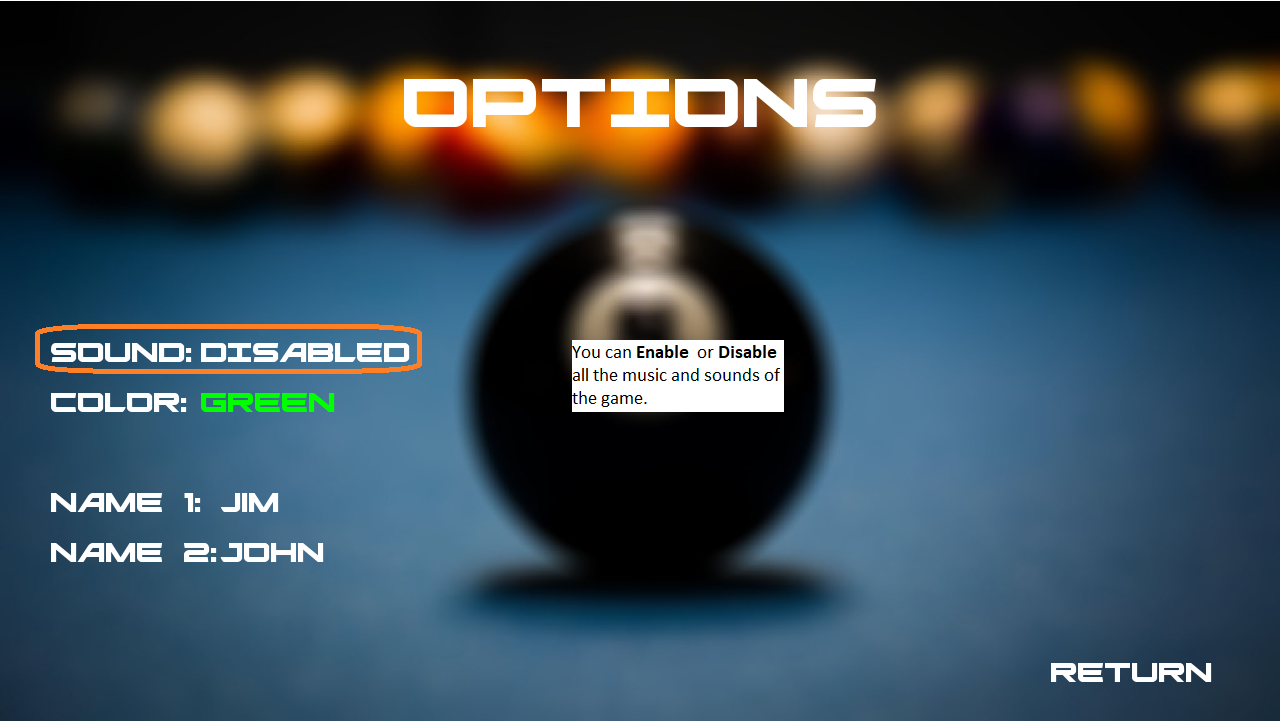 OPTIONS
SOUND: DISABLED
You can Enable or Disable
all the music and sounds of
the game.
COLOR: GREEN
NAME 1: JIM
NAME 2: JOHN
RETURN